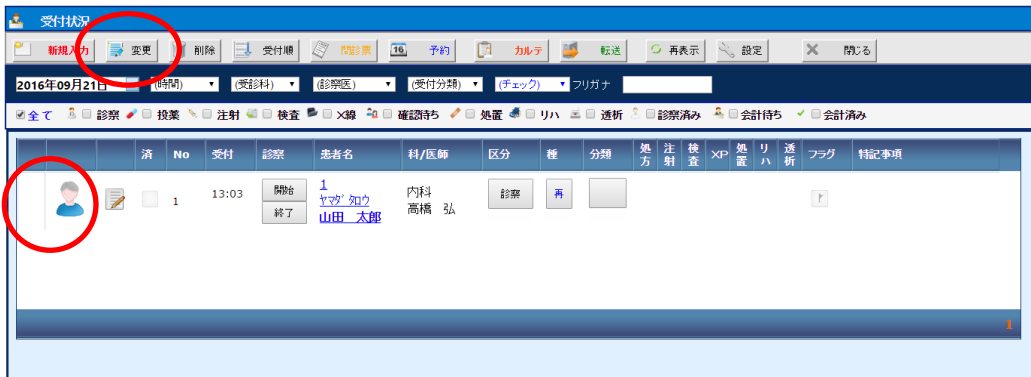 受付状況
新規入力 変更 削除 受付順 問診票 16 予約 カルテ 転送 再表示 設定 閉じる
2016年09月21日 (時間) (受診科) (診察医) (受付分類) (チェック) フリガナ
全て 診察 投薬 注射 検査 X線 確認待ち 処置 リハ 透析 診察済み 会計待ち 会計済み
済 No 受付 診察 患者名 科/医師 区分 種 分類 処方 注射 検査 XP 処置 リハ 透析 フラグ 特記事項
1 13:03 開始 終了 1 ヤマダ タロウ 山田 太郎 内科 高橋 弘 診察 再
1